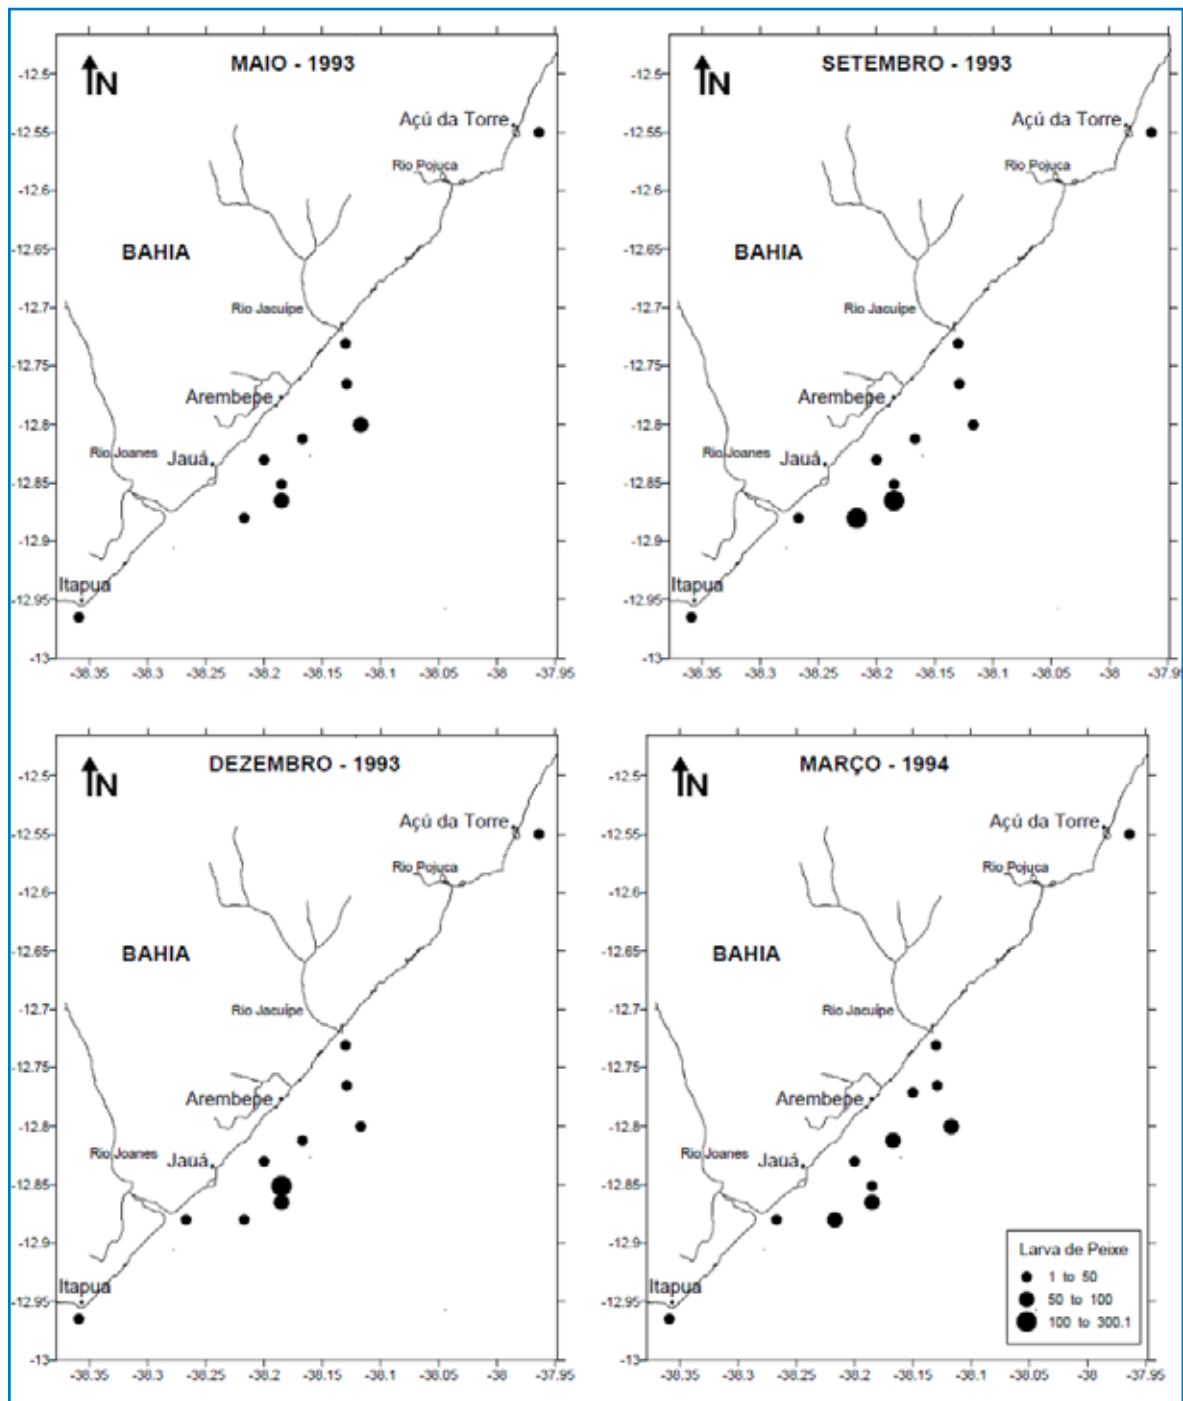 MAIO - 1993
N
-12.5
Açú da Torre
-12.55
Rio Pojuca
-12.6
BAHIA
-12.65
Rio Jacuípe
-12.7
-12.75
Arembepe
-12.8
Rio Joanes
Jauá
-12.85
-12.9
Itapua
-12.95
-13
-38.35 -38.3 -38.25 -38.2 -38.15 -38.1 -38.05 -38 -37.95
SETEMBRO - 1993
N
-12.5
Açú da Torre
-12.55
Rio Pojuca
-12.6
BAHIA
-12.65
Rio Jacuípe
-12.7
-12.75
Arembepe
-12.8
Rio Joanes
Jauá
-12.85
-12.9
Itapua
-12.95
-13
-38.35 -38.3 -38.25 -38.2 -38.15 -38.1 -38.05 -38 -37.95
DEZEMBRO - 1993
N
-12.5
Açú da Torre
-12.55
Rio Pojuca
-12.6
BAHIA
-12.65
Rio Jacuípe
-12.7
-12.75
Arembepe
-12.8
Rio Joanes
Jauá
-12.85
-12.9
Itapua
-12.95
-13
-38.35 -38.3 -38.25 -38.2 -38.15 -38.1 -38.05 -38 -37.95
MARÇO - 1994
N
-12.5
Açú da Torre
-12.55
Rio Pojuca
-12.6
BAHIA
-12.65
Rio Jacuípe
-12.7
-12.75
Arembepe
-12.8
Rio Joanes
Jauá
-12.85
-12.9
Itapua
-12.95
-13
-38.35 -38.3 -38.25 -38.2 -38.15 -38.1 -38.05 -38 -37.95
Larva de Peixe
1 to 50
50 to 100
100 to 300.1